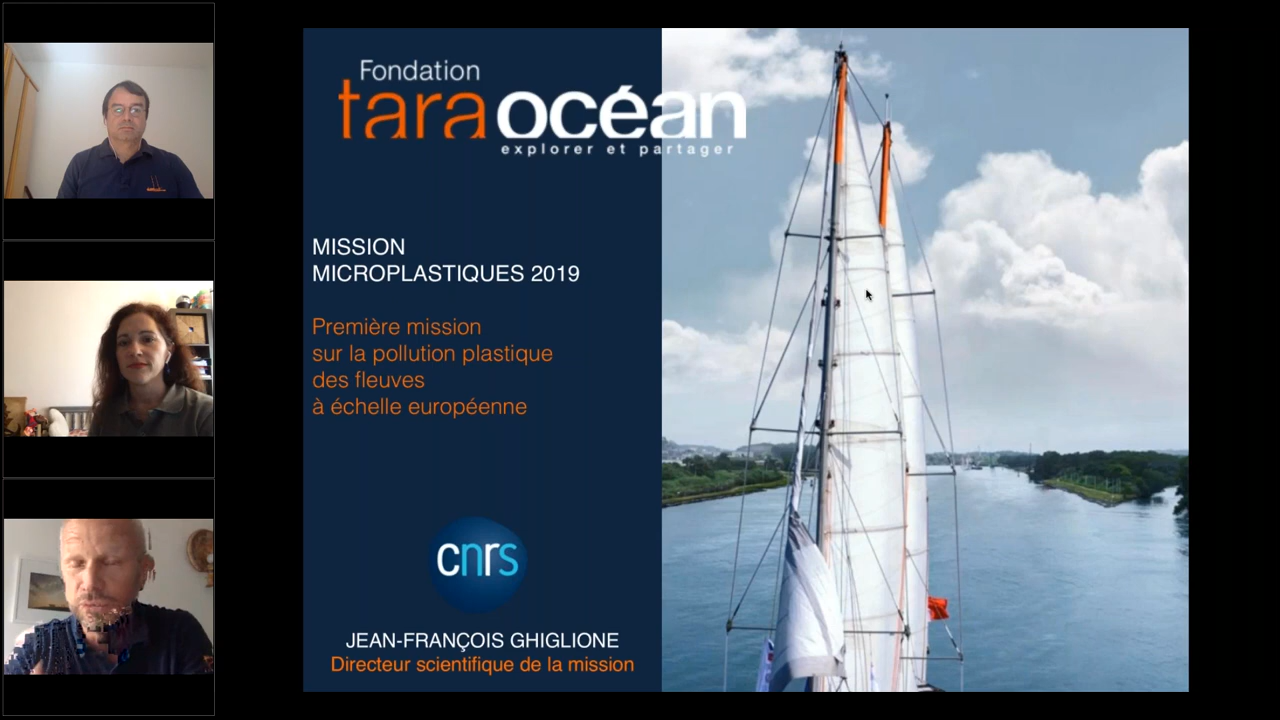 Fondation
tara océan
explorer et partager
MISSION
MICROPLASTIQUES 2019
Première mission
sur la pollution plastique
des fleuves
à échelle européenne
cnrs
JEAN-FRANÇOIS GHIGLIONE
Directeur scientifique de la mission